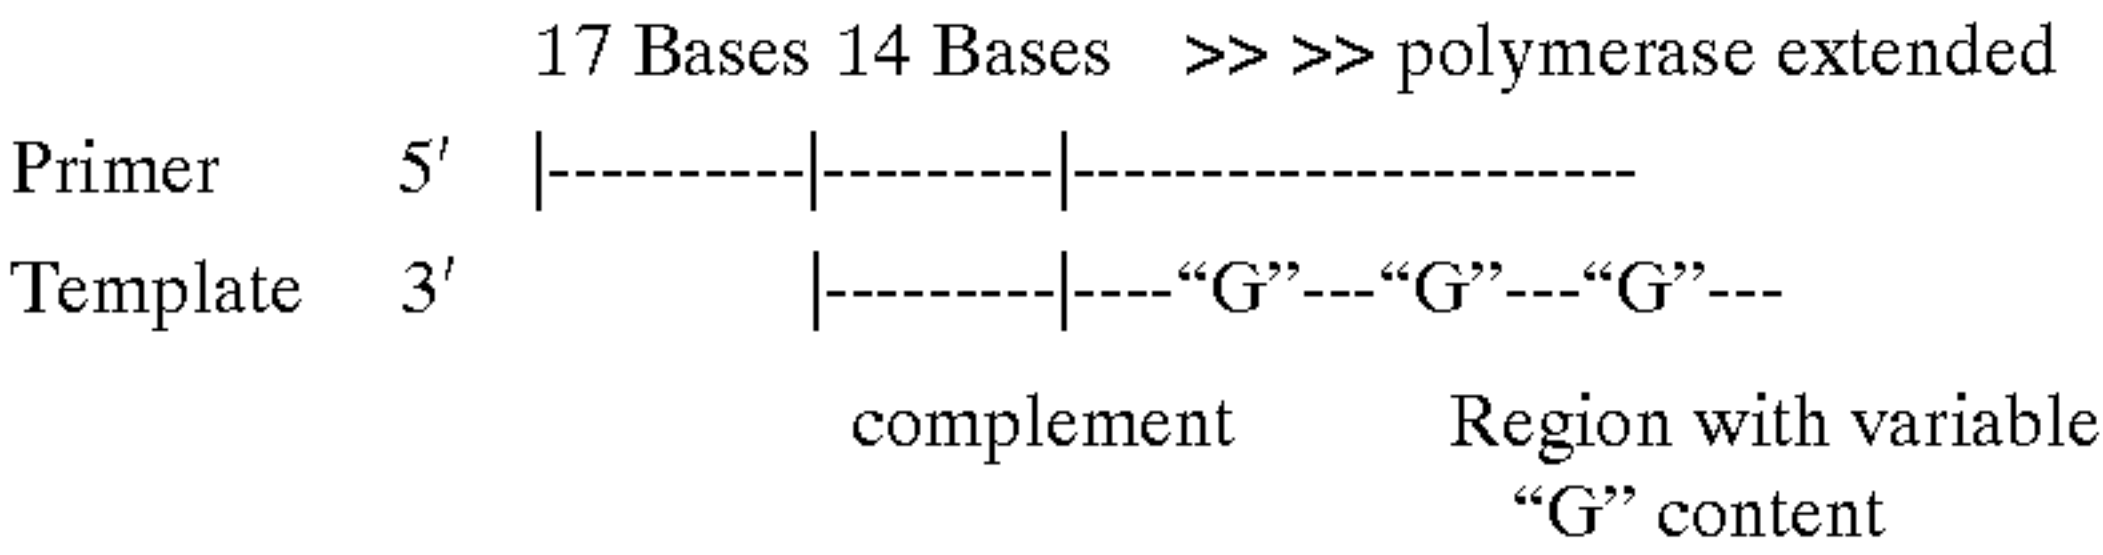 17 Bases 14 Bases >> >> polymerase extended
Primer 5′ |----------|---------|----------------------
Template 3′ |---------|----“G”---“G”---“G”---
complement Region with variable
“G” content